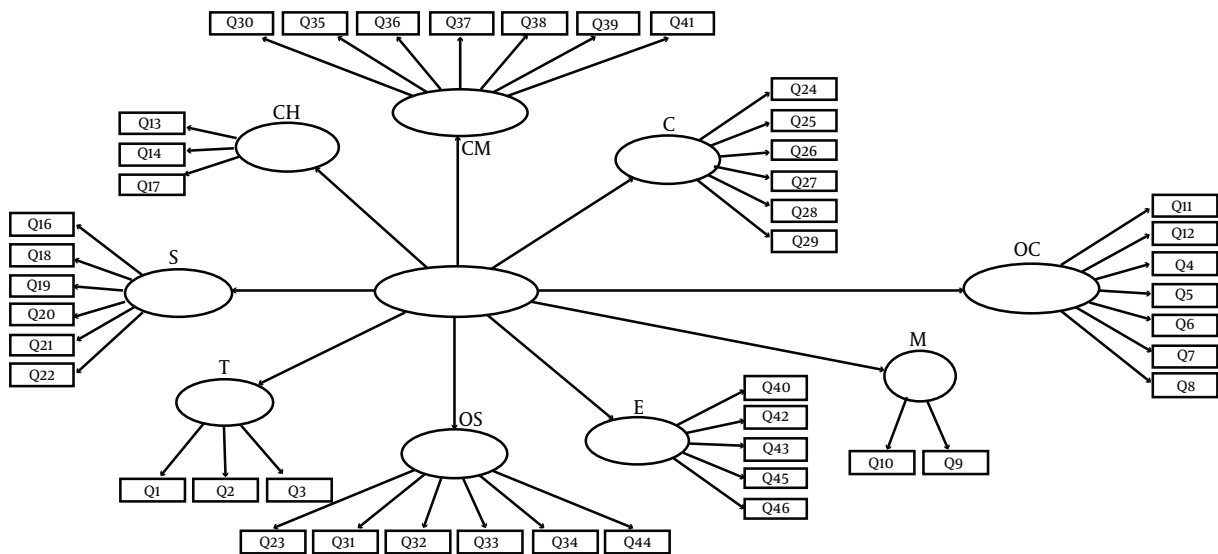 Q30 Q35 Q36 Q37 Q38 Q39 Q41
CH
CM
C
Q13
Q14
Q17
Q24
Q25
Q26
Q27
Q28
Q29
S
Q16
Q18
Q19
Q20
Q21
Q22
OC
Q11
Q12
Q4
Q5
Q6
Q7
Q8
T
Q1 Q2 Q3
OS
Q23 Q31 Q32 Q33 Q34 Q44
E
Q40
Q42
Q43
Q45
Q46
M
Q10 Q9